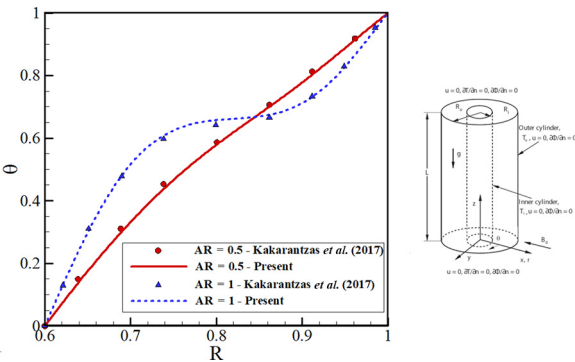 1
0.8
0.6
0.4
0.2
0
θ
0.6
0.7
0.8
0.9
1
R
AR = 0.5 - Kakarantzas et al. (2017)
AR = 0.5 - Present
AR = 1 - Kakarantzas et al. (2017)
AR = 1 - Present
u = 0, ∂T/∂n = 0, ∂Φ/∂n = 0
Ro
Ri
Outer cylinder,
, u = 0, ∂Φ/∂n = 0
L
g
Inner cylinder,
, u = 0, ∂Φ/∂n = 0
z
θ
y
x, r
u = 0, ∂T/∂n = 0, ∂Φ/∂n = 0